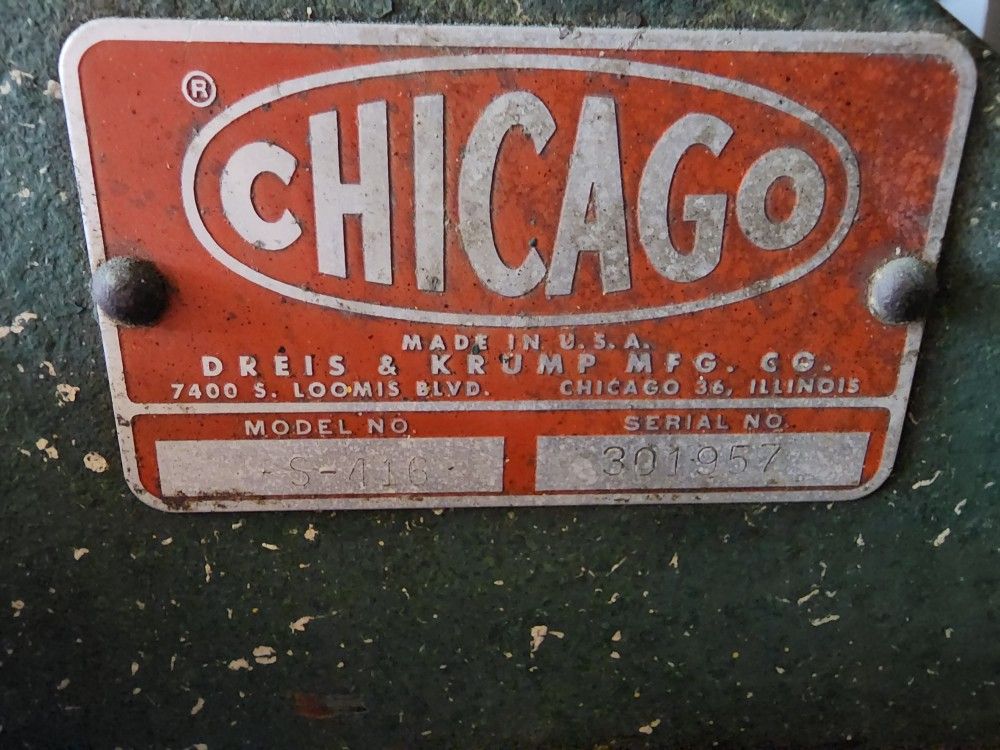 ®
CHICAGO
MADE IN U.S.A.
DREIS & KRUMP MFG. CO.
7400 S. LOOMIS BLVD. CHICAGO 36, ILLINOIS
MODEL NO. SERIAL NO.
S-416 301957